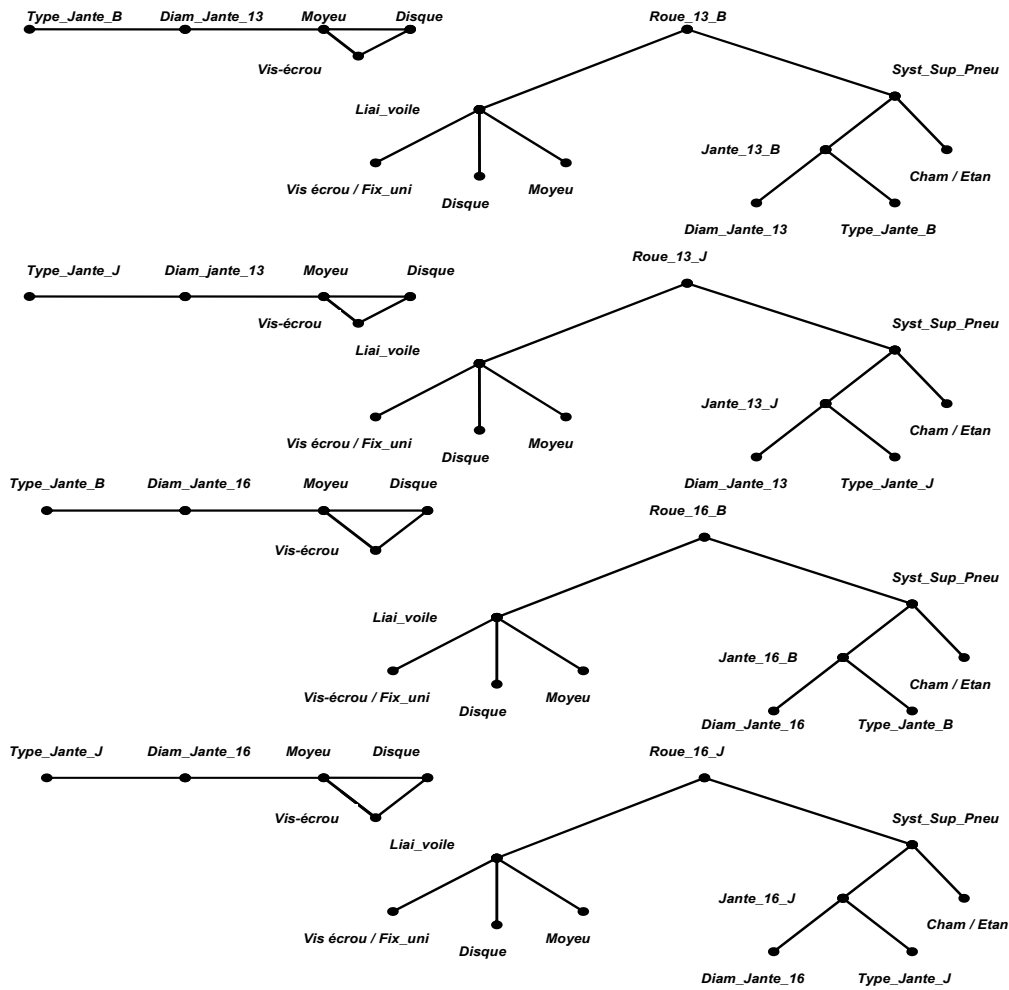 Type_Jante_B Diam_Jante_13 Moyeu Disque Roue_13_B
Vis-écrou Syst_Sup_Pneu
Liai_voile
Jante_13_B
Vis écrou / Fix_uni Disque Moyeu Cham / Etan
Diam_Jante_13 Type_Jante_B
Type_Jante_J Diam_jante_13 Moyeu Disque Roue_13_J
Vis-écrou Syst_Sup_Pneu
Liai_voile
Jante_13_J
Vis écrou / Fix_uni Disque Moyeu Cham / Etan
Diam_Jante_13 Type_Jante_J
Type_Jante_B Diam_Jante_16 Moyeu Disque Roue_16_B
Vis-écrou Syst_Sup_Pneu
Liai_voile
Jante_16_B
Vis-écrou / Fix_uni Disque Moyeu Cham / Etan
Diam_Jante_16 Type_Jante_B
Type_Jante_J Diam_Jante_16 Moyeu Disque Roue_16_J
Vis-écrou Syst_Sup_Pneu
Liai_voile
Jante_16_J
Vis écrou / Fix_uni Disque Moyeu Cham / Etan
Diam_Jante_16 Type_Jante_J